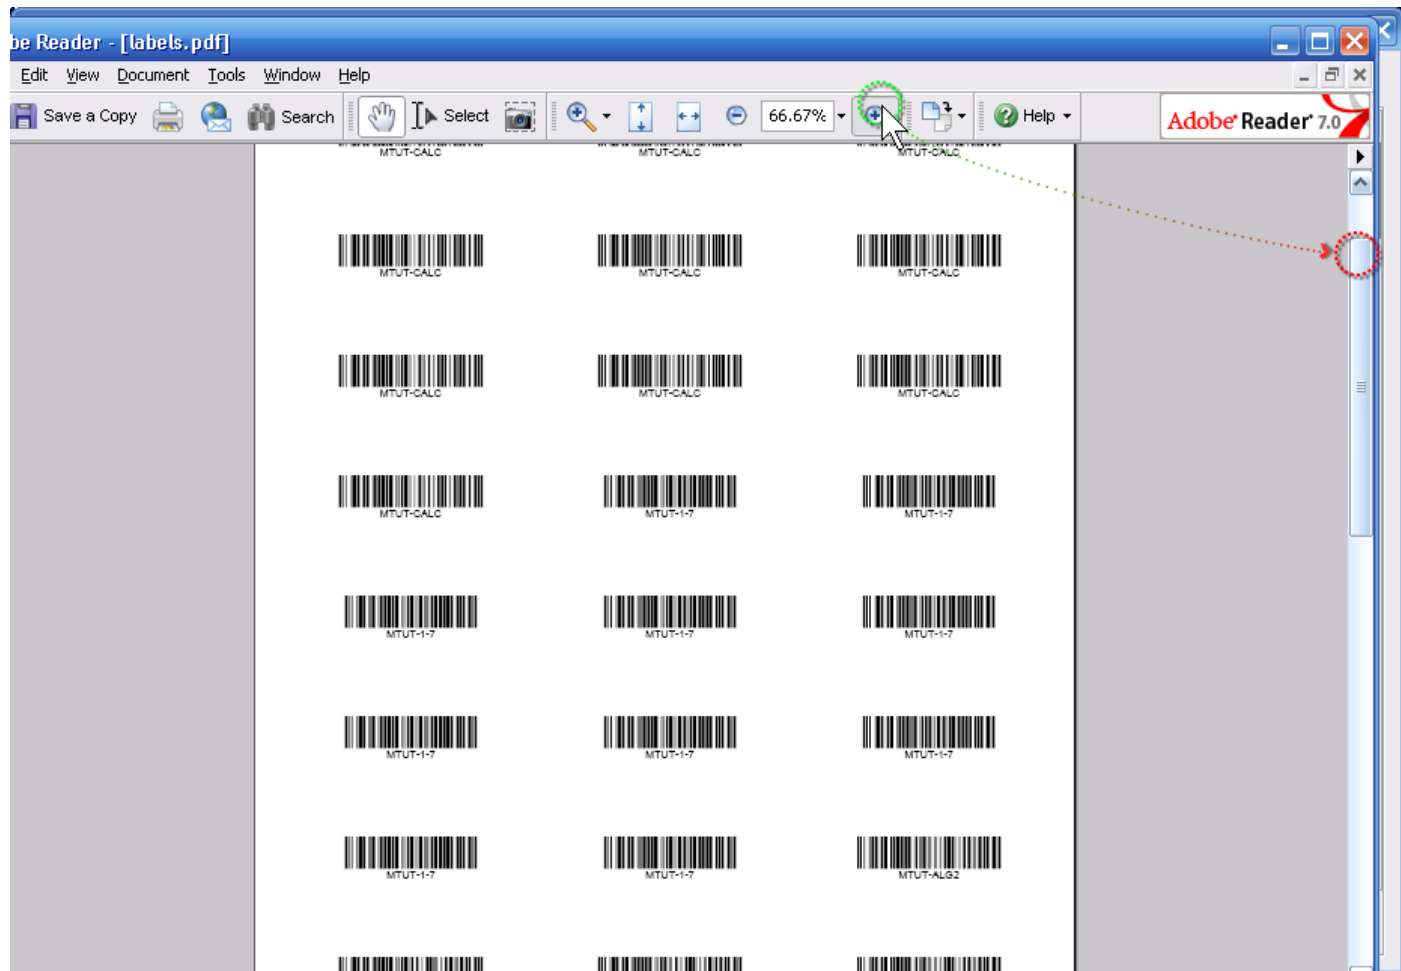 be Reader - [labels.pdf]
Edit View Document Tools Window Help
Save a Copy Search Select 66.67% Help Adobe Reader 7.0
MTUT-CALC MTUT-CALC MTUT-CALC
MTUT-CALC MTUT-CALC MTUT-CALC
MTUT-CALC MTUT-CALC MTUT-CALC
MTUT-CALC MTUT-1-7 MTUT-1-7
MTUT-1-7 MTUT-1-7 MTUT-1-7
MTUT-1-7 MTUT-1-7 MTUT-1-7
MTUT-1-7 MTUT-1-7 MTUT-ALG2